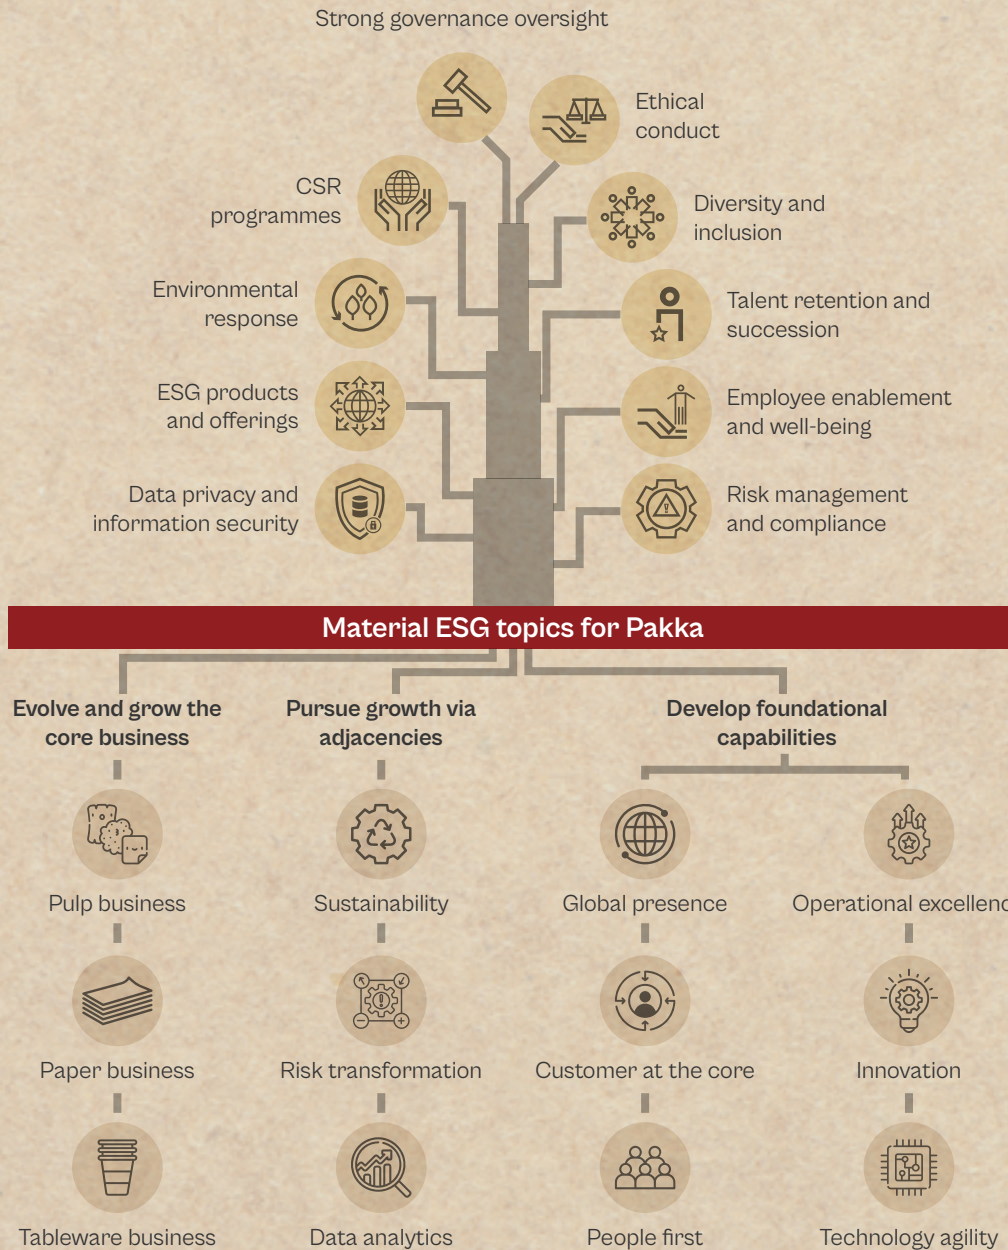 Strong governance oversight
Ethical
conduct
CSR
programmes
Diversity and
inclusion
Environmental
response
Talent retention and
succession
ESG products
and offerings
Employee enablement
and well-being
Data privacy and
information security
Risk management
and compliance
Material ESG topics for Pakka
Evolve and grow the
core business
Pursue growth via
adjacencies
Develop foundational
capabilities
Pulp business
Sustainability
Global presence
Operational excellenc
Paper business
Risk transformation
Customer at the core
Innovation
Tableware business
Data analytics
People first
Technology agility